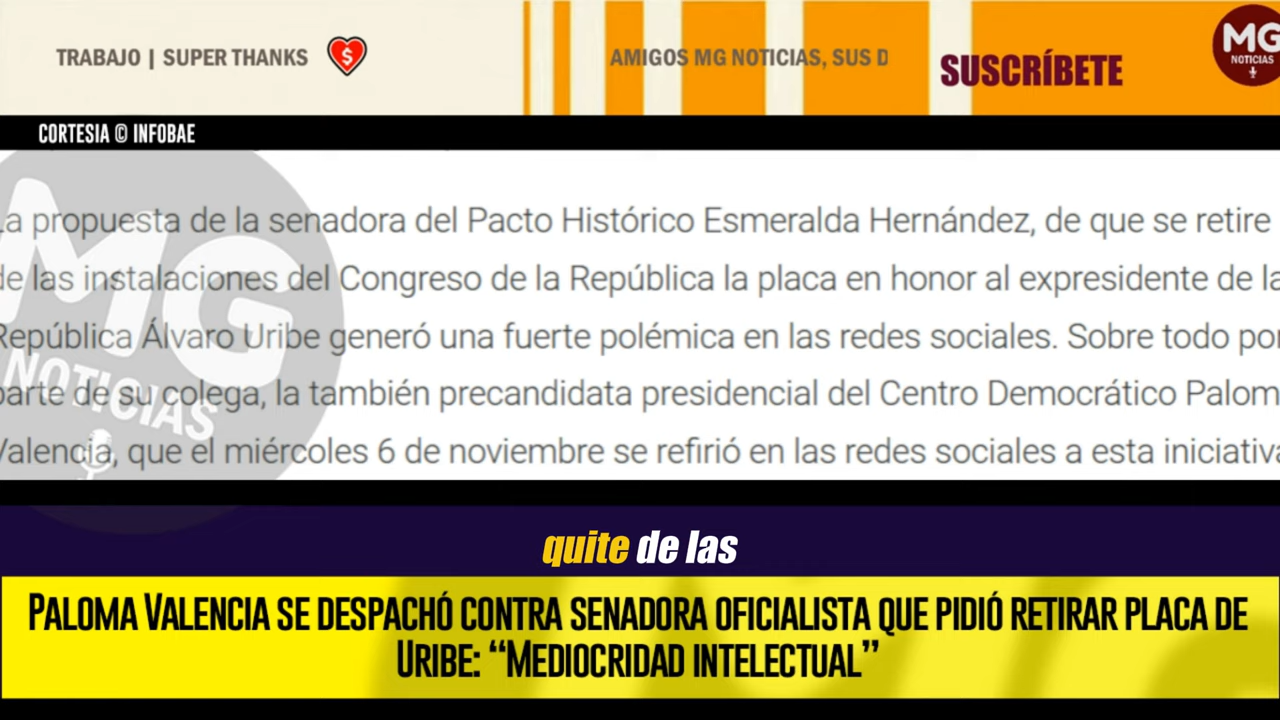 TRABAJO | SUPER THANKS
AMIGOS MG NOTICIAS, SUS D
SUSCRÍBETE
MG
NOTICIAS
CORTESIA © INFOBAE
La propuesta de la senadora del Pacto Histórico Esmeralda Hernández, de que se retire
de las instalaciones del Congreso de la República la placa en honor al expresidente de la
República Álvaro Uribe generó una fuerte polémica en las redes sociales. Sobre todo por
parte de su colega, la también precandidata presidencial del Centro Democrático Palom
Valencia, que el miércoles 6 de noviembre se refirió en las redes sociales a esta iniciativa
MG
NOTICIAS
quite de las
PALOMA VALENCIA SE DESPACHÓ CONTRA SENADORA OFICIALISTA QUE PIDIÓ RETIRAR PLACA DE
URIBE: “MEDIOCRIDAD INTELECTUAL”